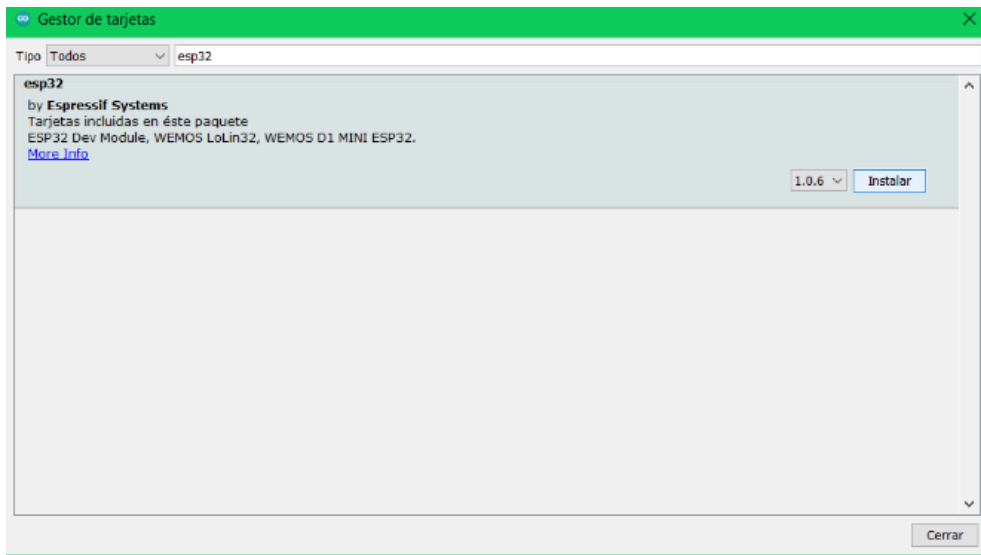 Gestor de tarjetas
Tipo Todos esp32
esp32
by Espressif Systems
Tarjetas incluidas en éste paquete
ESP32 Dev Module, WEMOS LoLin32, WEMOS D1 MINI ESP32.
More Info
1.0.6 Instalar
Cerrar